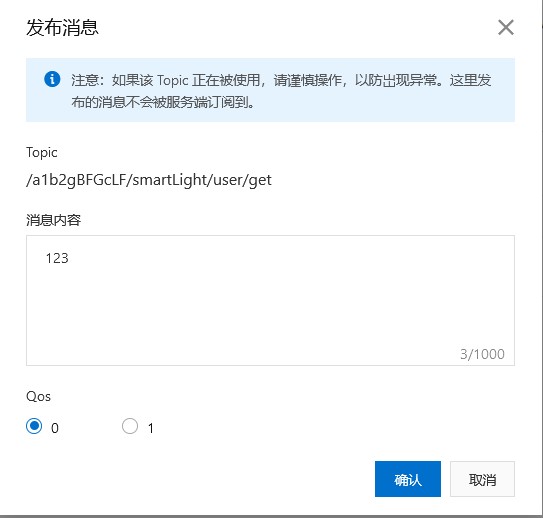 发布消息
注意：如果该 Topic 正在被使用，请谨慎操作，以防出现异常。这里发
布的消息不会被服务端订阅到。
Topic
/a1b2gBFGcLF/smartLight/user/get
消息内容
123
3/1000
Qos
0 1
确认 取消